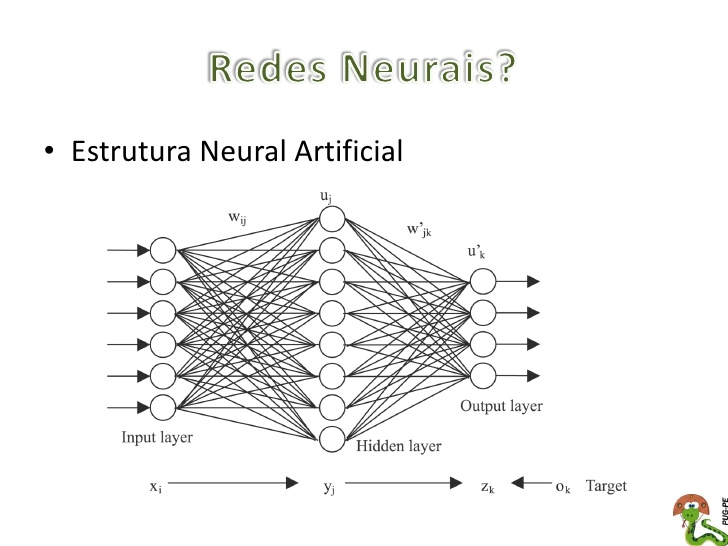 Redes Neurais?
• Estrutura Neural Artificial
uj
wij
w'jk
u'k
Output layer
Input layer
Hidden layer
xi yj zk ok Target
PUG-PE